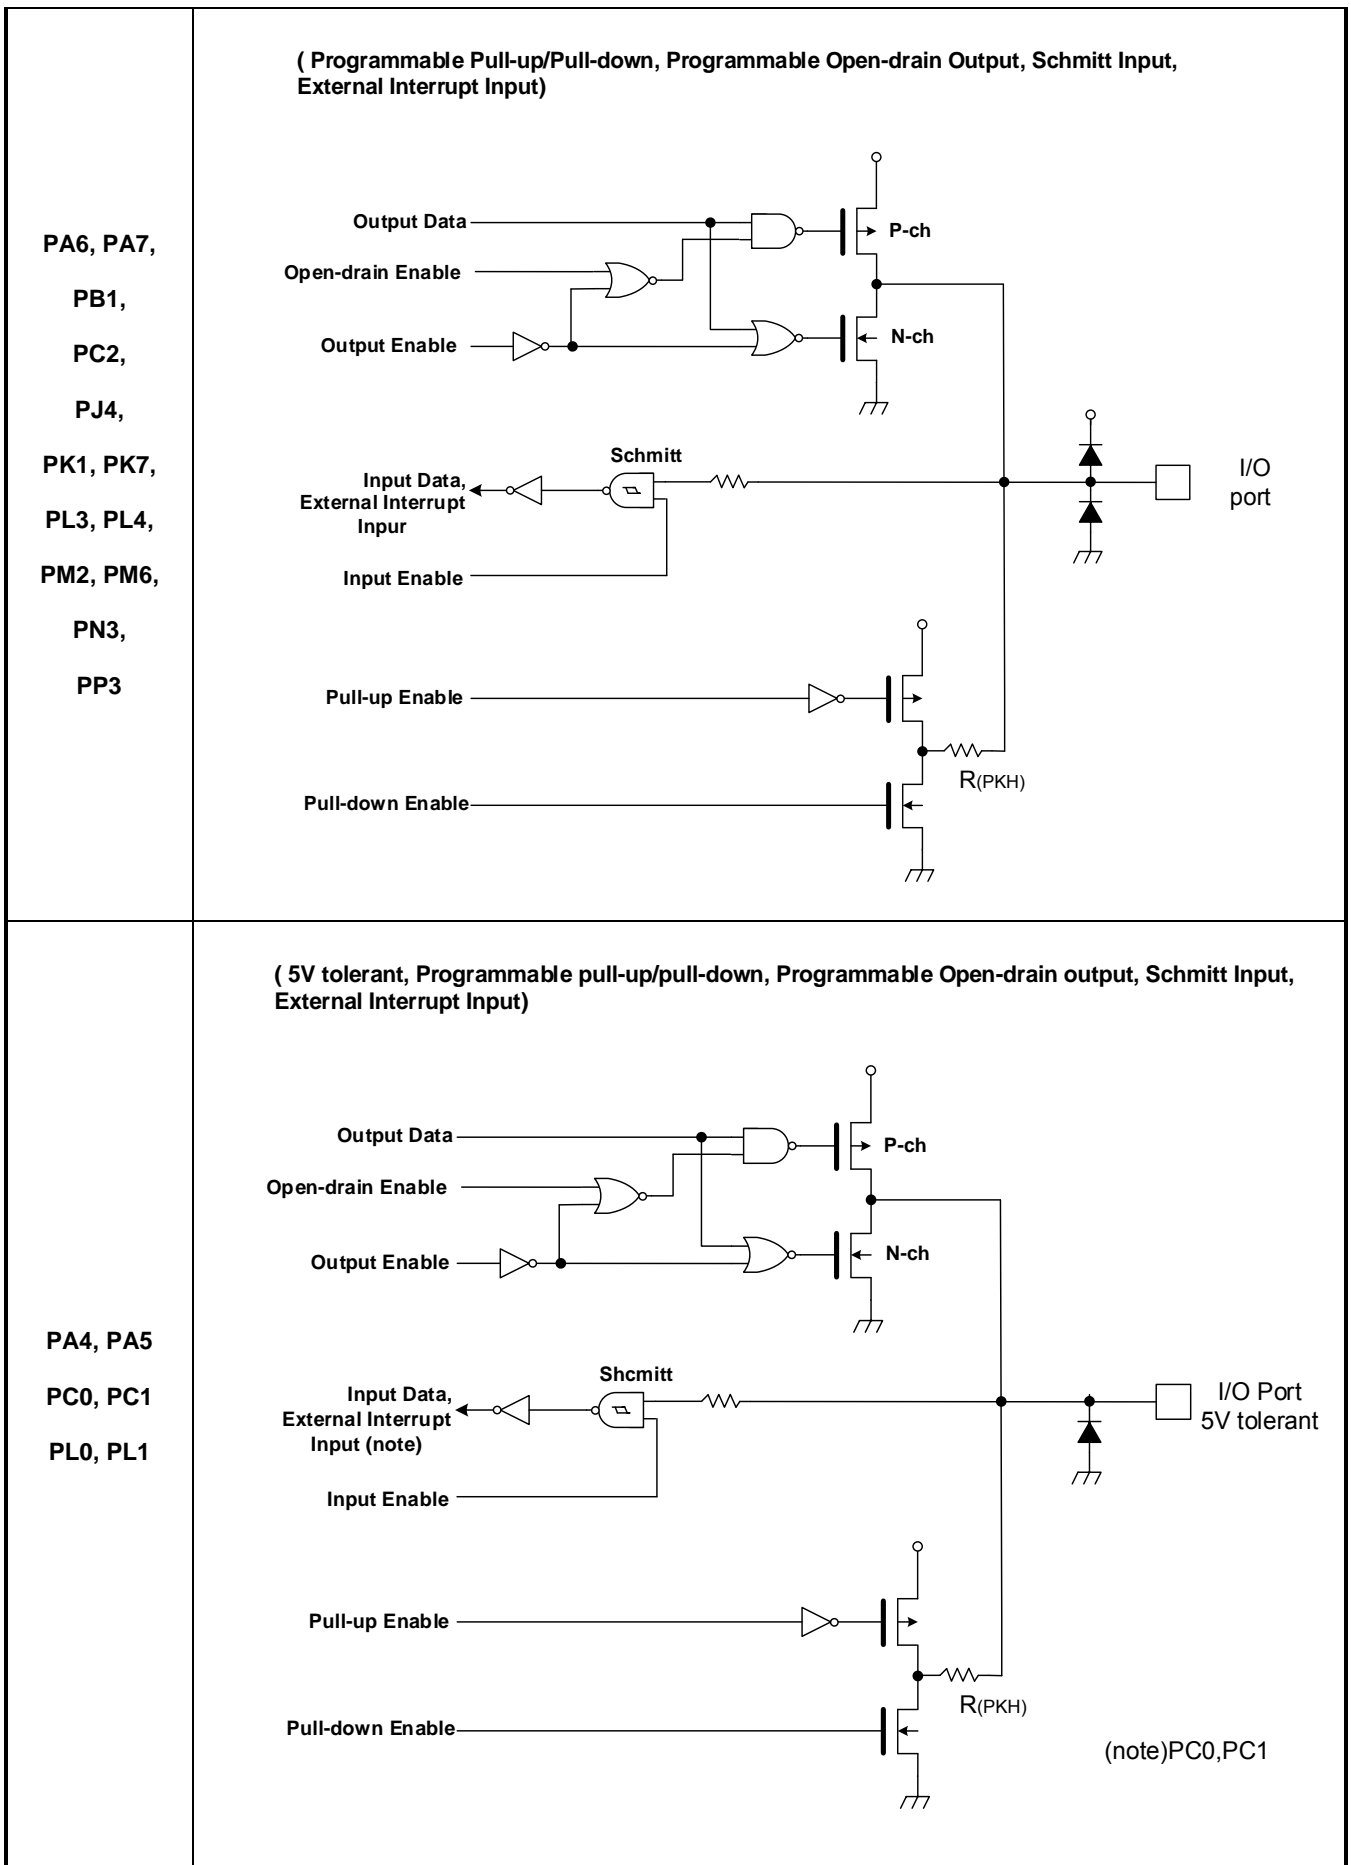 ( Programmable Pull-up/Pull-down, Programmable Open-drain Output, Schmitt Input,
External Interrupt Input)
PA6, PA7,
PB1,
PC2,
PJ4,
PK1, PK7,
PL3, PL4,
PM2, PM6,
PN3,
PP3
Output Data
P-ch
Open-drain Enable
N-ch
Output Enable
Schmitt
Input Data,
External Interrupt
Inpur
I/O
port
Input Enable
Pull-up Enable
R(PKH)
Pull-down Enable
( 5V tolerant, Programmable pull-up/pull-down, Programmable Open-drain output, Schmitt Input,
External Interrupt Input)
PA4, PA5
PC0, PC1
PL0, PL1
Output Data
P-ch
Open-drain Enable
N-ch
Output Enable
Shcmitt
Input Data,
External Interrupt
Input (note)
I/O Port
5V tolerant
Input Enable
Pull-up Enable
R(PKH)
Pull-down Enable
(note)PC0,PC1